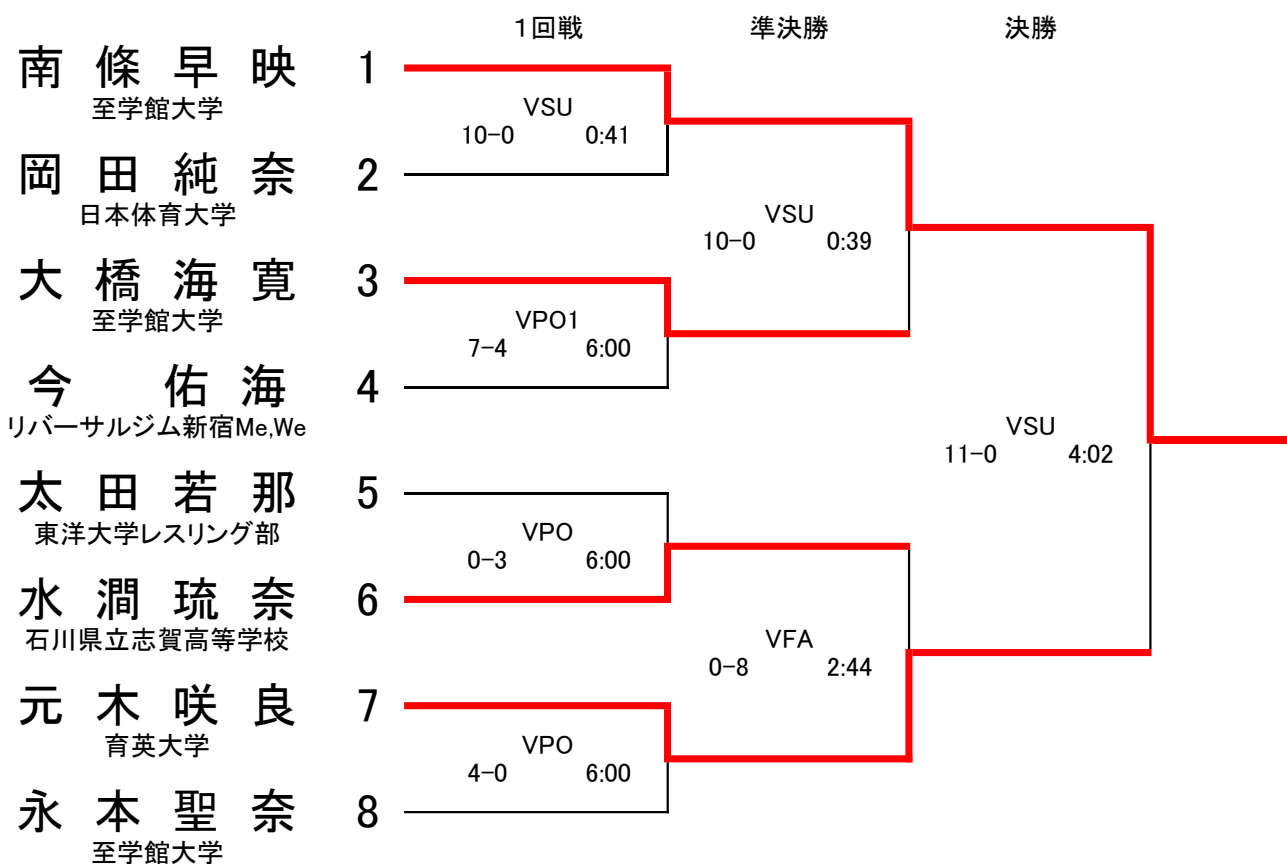 1回戦 準決勝 決勝
南條早映 1
至学館大学
VSU
10-0 0:41
岡田純奈 2
日本体育大学
VSU
10-0 0:39
大橋海寛 3
至学館大学
VPO1
7-4 6:00
今 佑海 4
リバーサルジム新宿Me,We
VSU
11-0 4:02
太田若那 5
東洋大学レスリング部
VPO
0-3 6:00
水澗琉奈 6
石川県立志賀高等学校
VFA
0-8 2:44
元木咲良 7
育英大学
VPO
4-0 6:00
永本聖奈 8
至学館大学